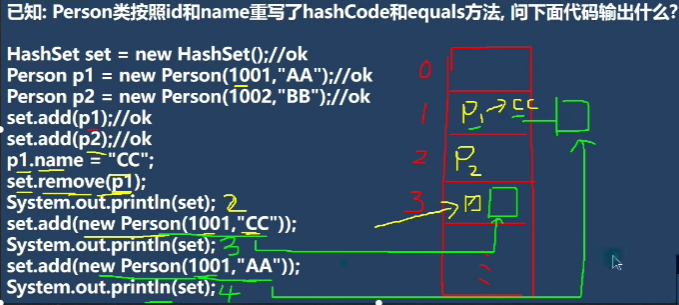 已知: Person类按照id和name重写了hashCode和equals方法, 问下面代码输出什么?
HashSet set = new HashSet();//ok
Person p1 = new Person(1001,"AA");//ok
Person p2 = new Person(1002,"BB");//ok
set.add(p1);//ok
set.add(p2);//ok
p1.name = "CC";
set.remove(p1);
System.out.println(set); 2
set.add(new Person(1001,"CC"));
System.out.println(set); 3
set.add(new Person(1001,"AA"));
System.out.println(set); 4
0
1 P1 → CC
2 P2
3